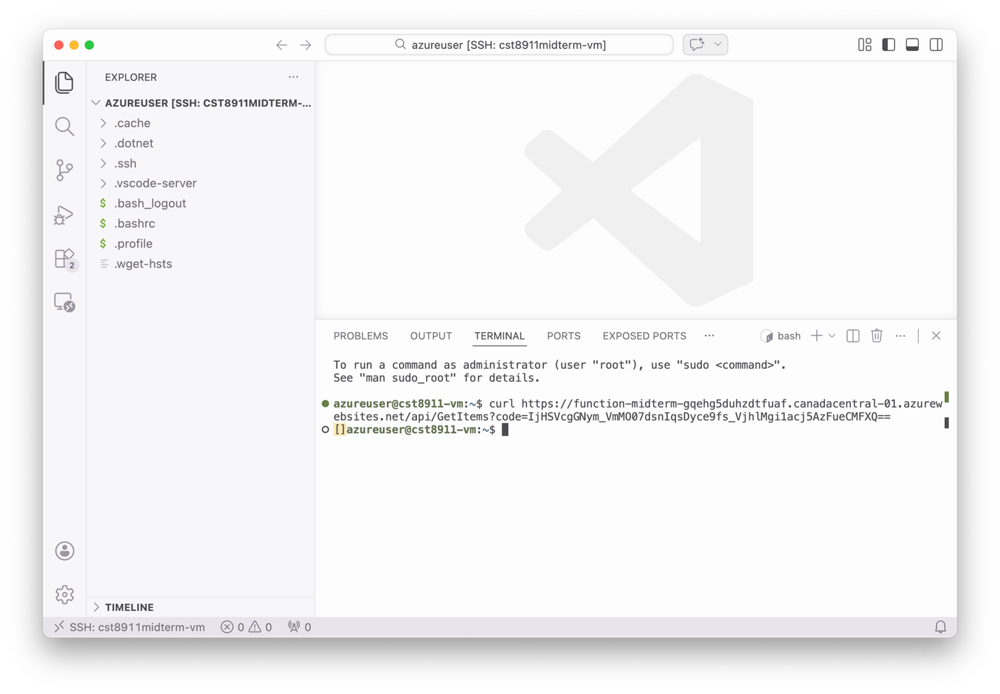 azureuser [SSH: cst8911midterm-vm]
EXPLORER
AZUREUSER [SSH: CST8911MIDTERM-...
.cache
.dotnet
.ssh
.vscode-server
.bash_logout
.bashrc
.profile
.wget-hsts
2
TIMELINE
PROBLEMS OUTPUT TERMINAL PORTS EXPOSED PORTS bash
To run a command as administrator (user "root"), use "sudo <command>".
See "man sudo_root" for details.
azureuser@cst8911-vm:~$ curl https://function-midterm-gqehg5duhzdtfuaf.canadacentral-01.azurew
ebsites.net/api/GetItems?code=IjHSVcgGNym_VmMO07dsnIqsDyce9fs_VjhlMgi1acj5AzFueCMFXQ==
[]azureuser@cst8911-vm:~$
SSH: cst8911midterm-vm 0 0 0